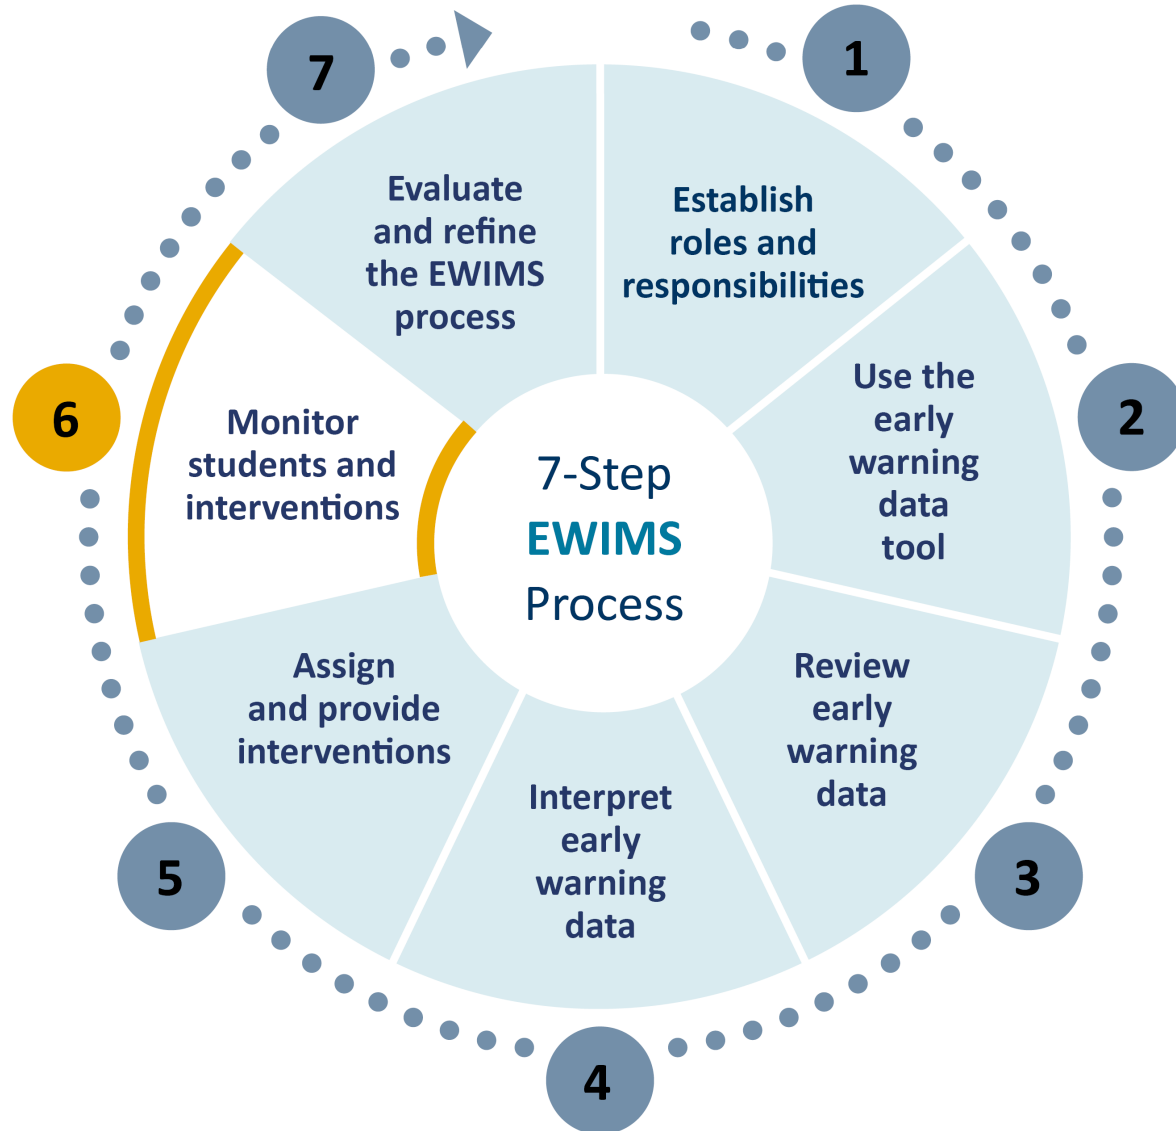 7-Step
EWIMS
Process
1
Establish
roles and
responsibilities
2
Use the
early
warning
data
tool
3
Review
early
warning
data
4
Interpret
early
warning
data
5
Assign
and provide
interventions
6
Monitor
students and
interventions
7
Evaluate
and refine
the EWIMS
process